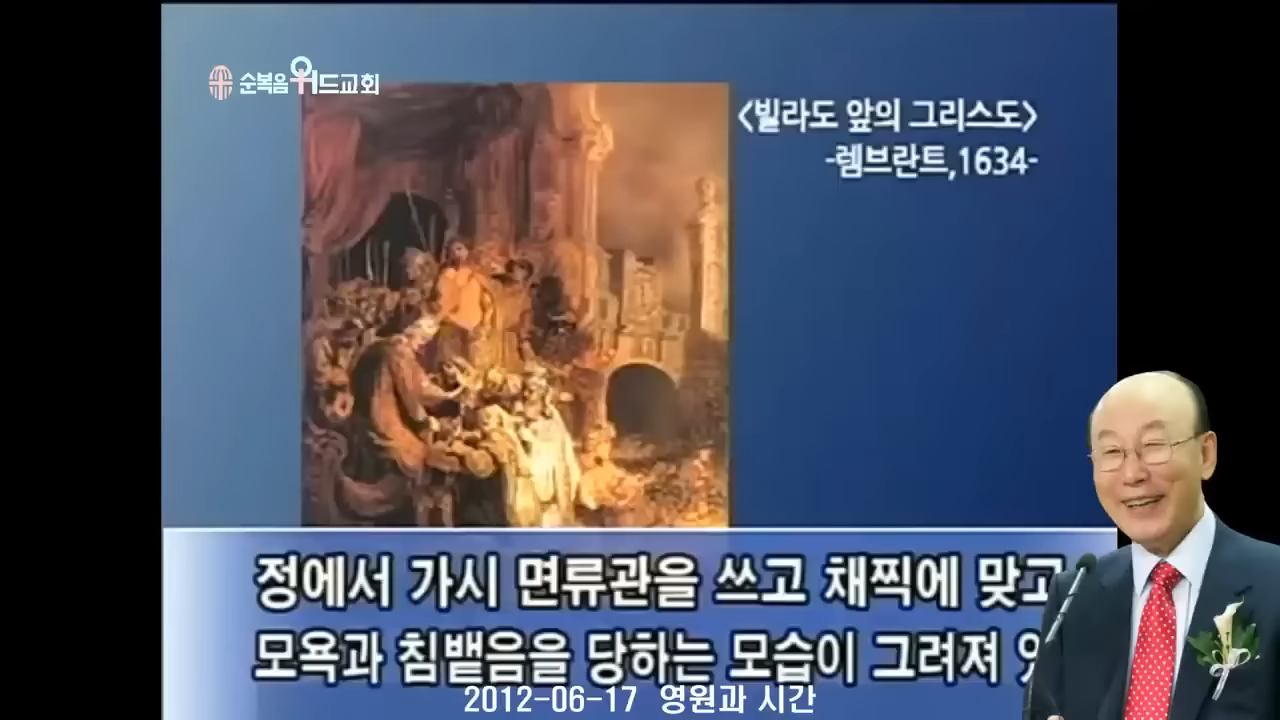 순복음워드교회
<빌라도 앞의 그리스도>
-렘브란트,1634-
정에서 가시 면류관을 쓰고 채찍에 맞고
모욕과 침뱉음을 당하는 모습이 그려져
2012-06-17 영원과 시간